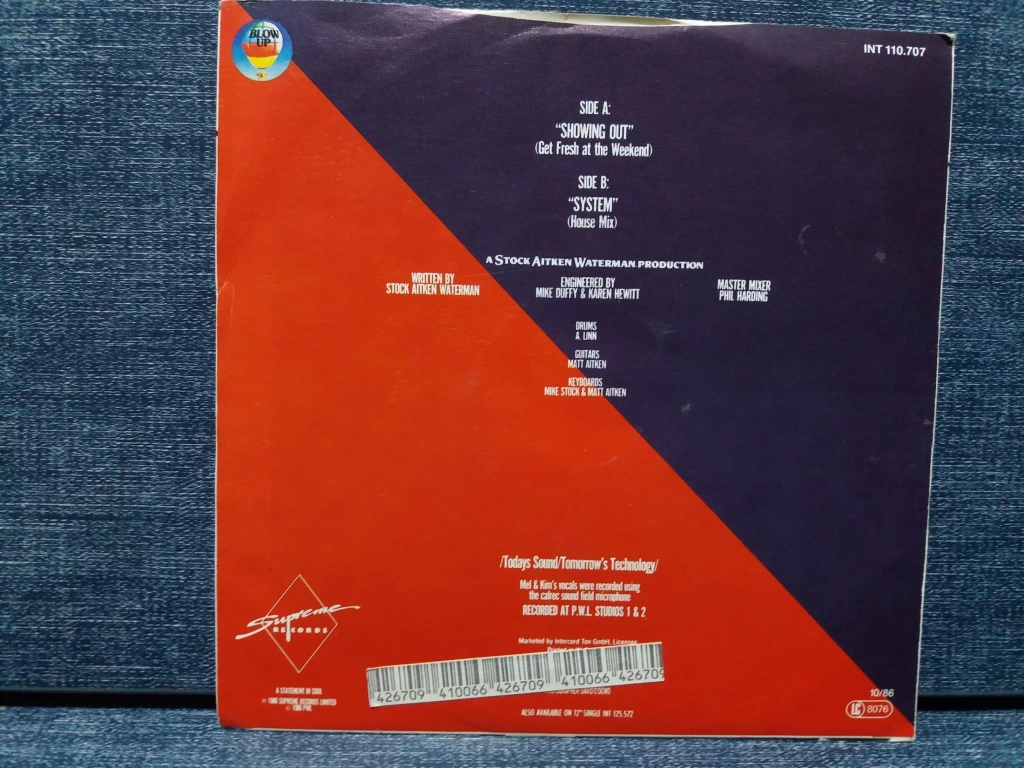 BLOW
UP
INT 110.707
SIDE A:
"SHOWING OUT"
(Get Fresh at the Weekend)
SIDE B:
"SYSTEM"
(House Mix)
A STOCK AITKEN WATERMAN PRODUCTION
WRITTEN BY
STOCK AITKEN WATERMAN
ENGINEERED BY
MIKE DUFFY & KAREN HEWITT
MASTER MIXER
PHIL HARDING
DRUMS
A. LINN
GUITARS
MATT AITKEN
KEYBOARDS
MIKE STOCK & MATT AITKEN
/Todays Sound/Tomorrow's Technology/
Mel & Kim's vocals were recorded using
the calrec sound field microphone
RECORDED AT P.W.L STUDIOS 1 & 2
Supreme
RECORDS
A STATEMENT IN SOUL
℗ 1986 SUPREME RECORDS LIMITED
© 1986 PWL
Marketed by Intercord Ton GmbH, Licensee
Printed in
426709 410066 426709 410066 426709
DAVID O'DOWD
ALSO AVAILABLE ON 12" SINGLE INT 125.572
10/86
LC 8076